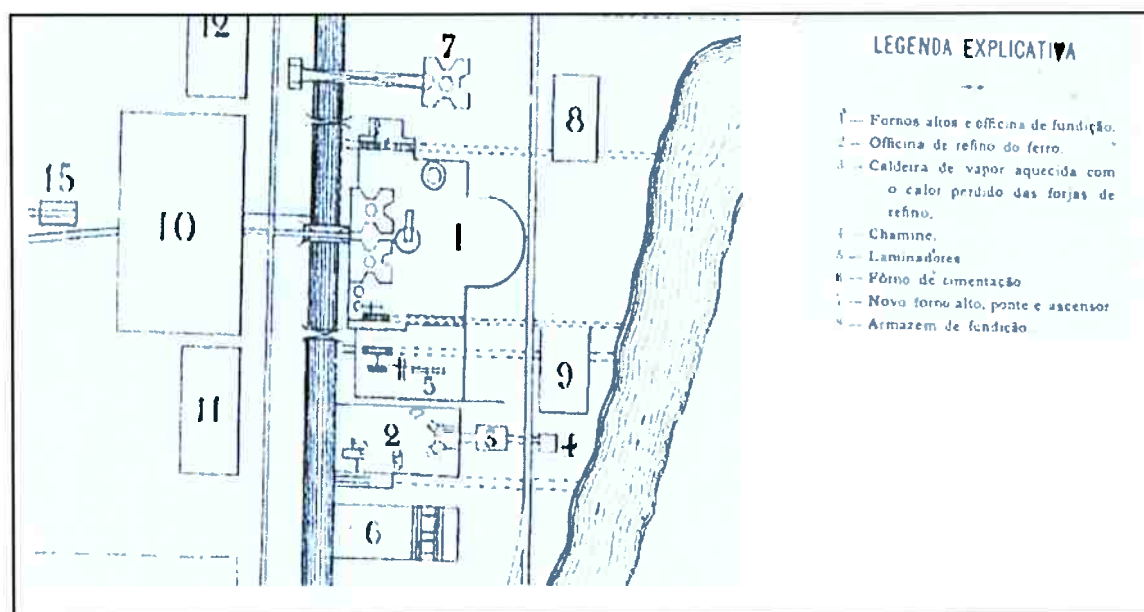 12
7
8
15
10
1
11
5
9
2
3
4
6
LEGENDA EXPLICATIVA
1 — Fornos altos e officina de fundição.
2 — Officina de refino do ferro.
3 — Caldeira de vapor aquecida com
o calor perdido das forjas de
refino.
4 — Chamine.
5 — Laminadores
6 — Fôrno de cimentação
7 — Novo forno alto, ponte e ascensor
8 — Armazem de fundição